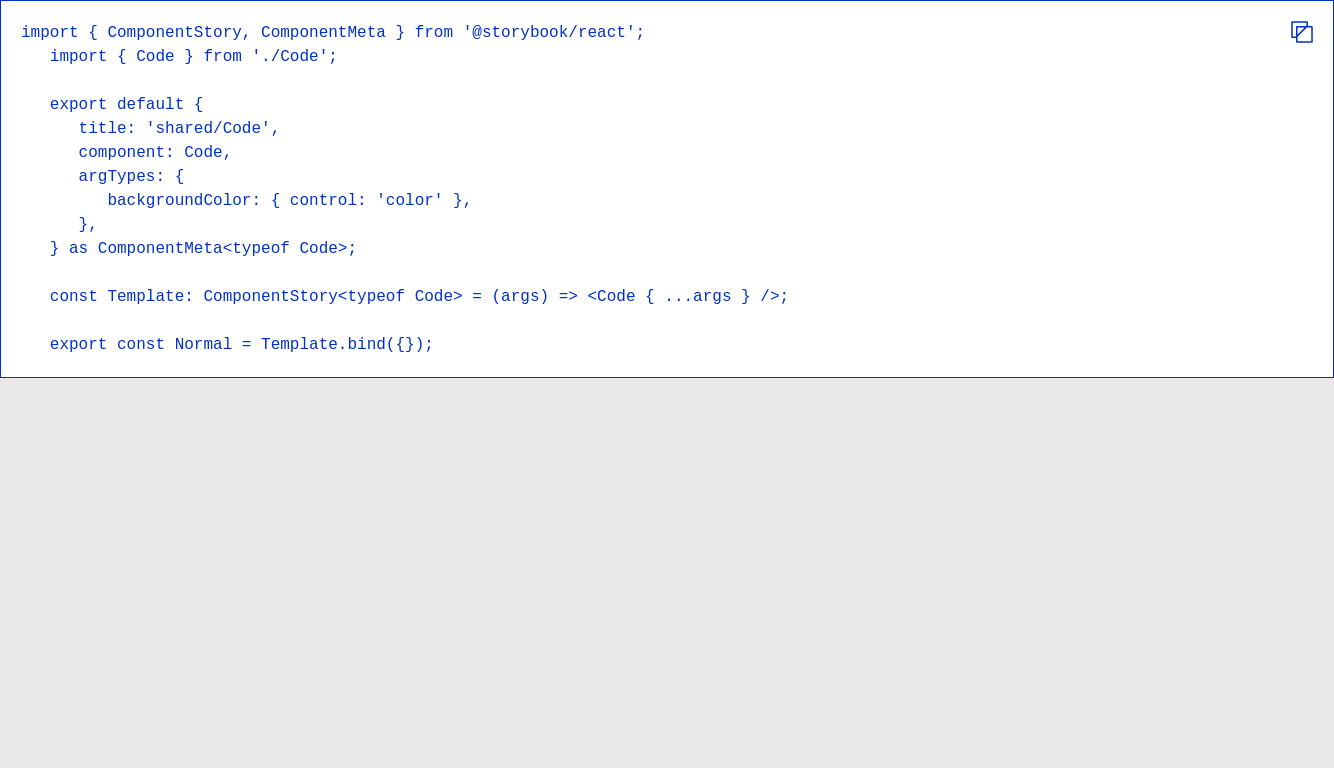 import { ComponentStory, ComponentMeta } from '@storybook/react';
   import { Code } from './Code';

   export default {
      title: 'shared/Code',
      component: Code,
      argTypes: {
         backgroundColor: { control: 'color' },
      },
   } as ComponentMeta<typeof Code>;

   const Template: ComponentStory<typeof Code> = (args) => <Code { ...args } />;

   export const Normal = Template.bind({});